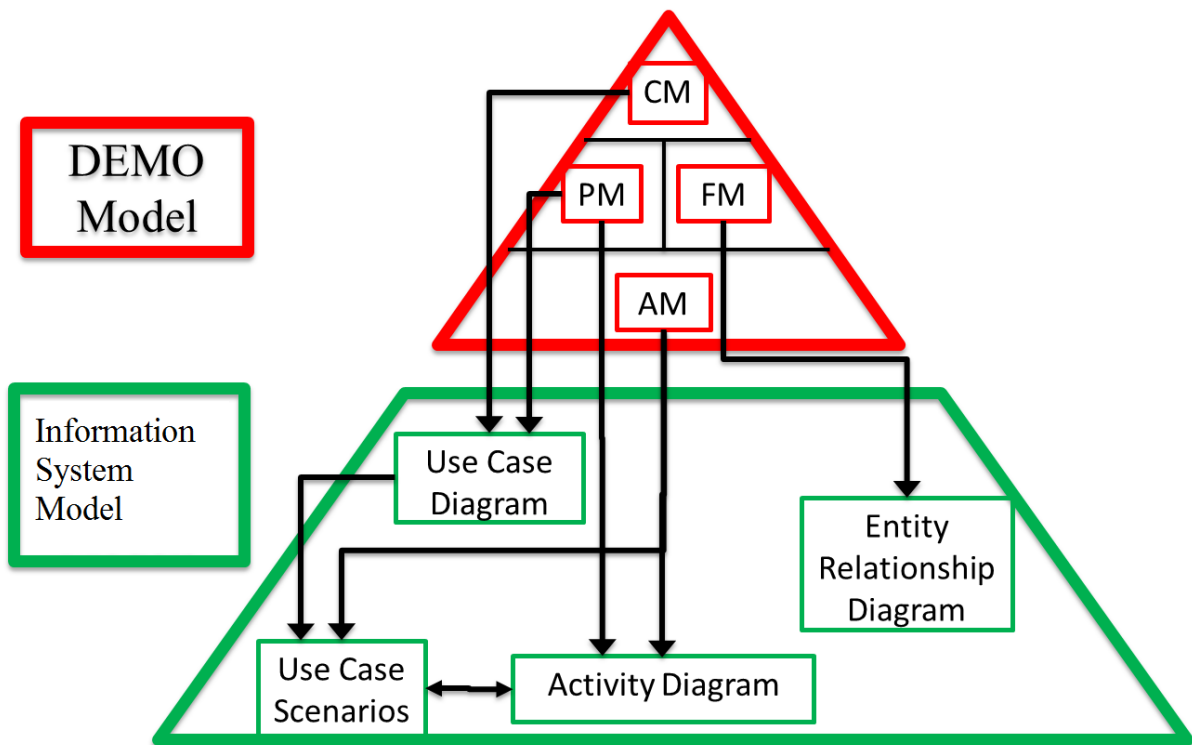 CM
DEMO
Model
PM
FM
AM
Information
System
Model
Use Case
Diagram
Entity
Relationship
Diagram
Use Case
Scenarios
Activity Diagram